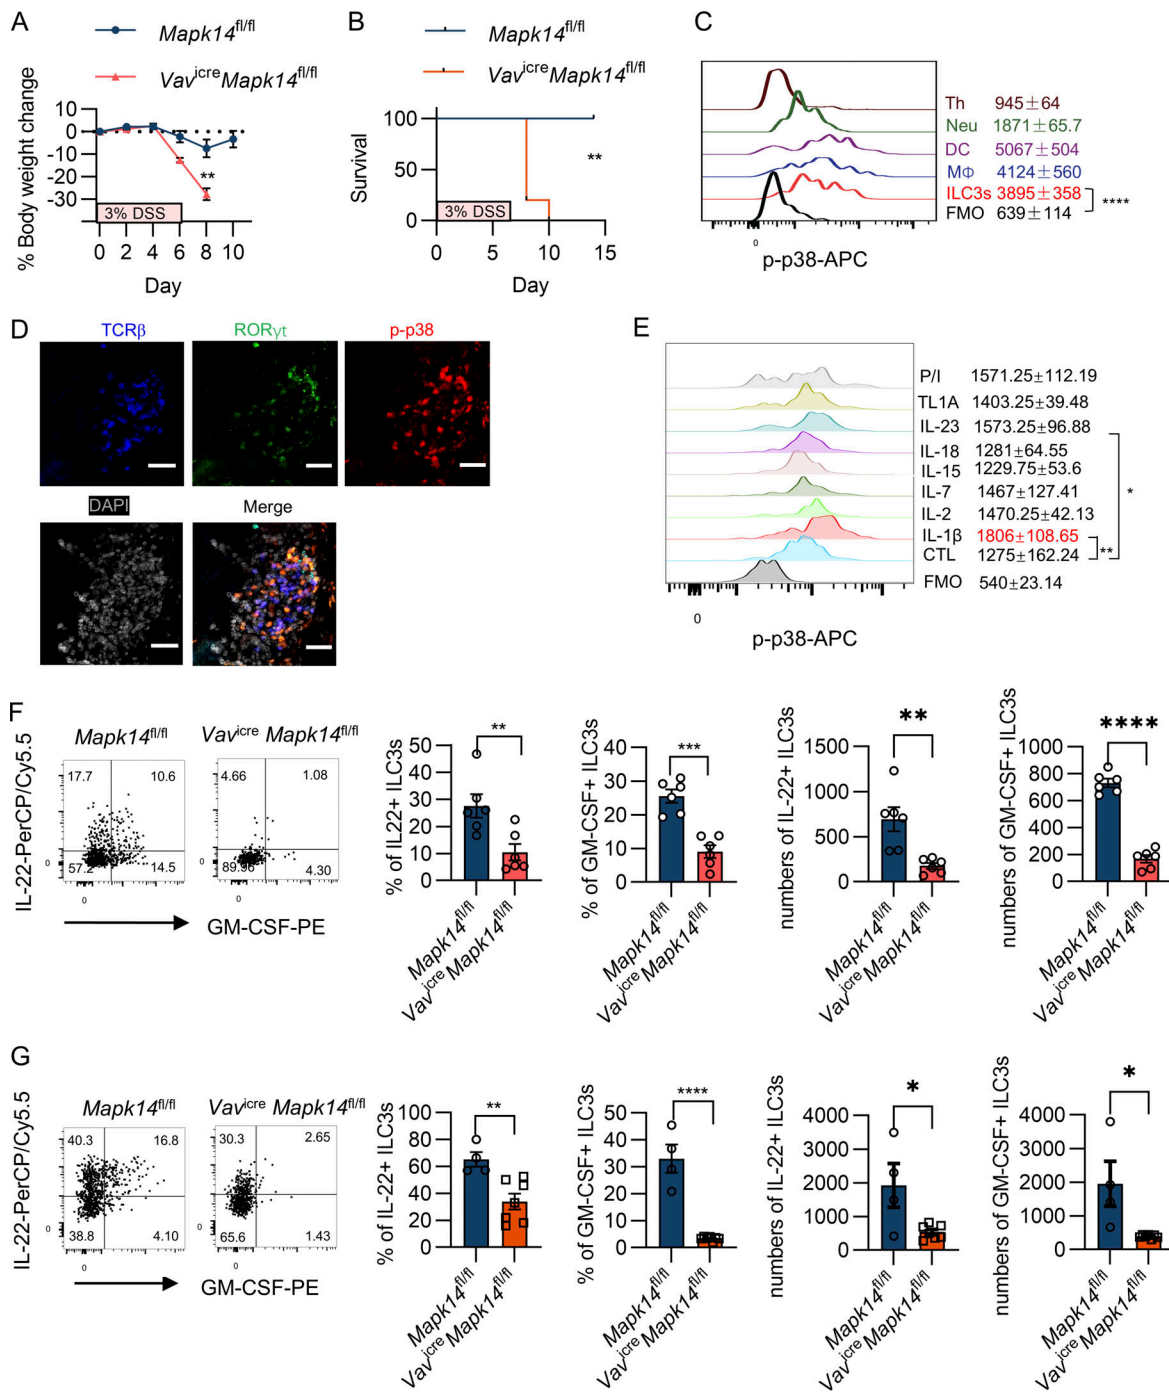 A
Mapk14fl/fl
VavicreMapk14fl/fl
% Body weight change
10
0
-10
-20
-30
**
3% DSS
0 2 4 6 8 10
Day
B
Mapk14fl/fl
VavicreMapk14fl/fl
Survival
100
50
0
**
3% DSS
0 5 10 15
Day
C
Th 945±64
Neu 1871±65.7
DC 5067±504
MΦ 4124±560
ILC3s 3895±358
FMO 639±114
****
0
p-p38-APC
D
TCRβ
RORγt
p-p38
DAPI
Merge
E
P/I 1571.25±112.19
TL1A 1403.25±39.48
IL-23 1573.25±96.88
IL-18 1281±64.55
IL-15 1229.75±53.6
IL-7 1467±127.41
IL-2 1470.25±42.13
IL-1β 1806±108.65
CTL 1275±162.24
FMO 540±23.14
**
*
0
p-p38-APC
F
IL-22-PerCP/Cy5.5
Mapk14fl/fl
17.7 10.6
57.2 14.5
0
0
Vavicre Mapk14fl/fl
4.66 1.08
89.96 4.30
0
0
GM-CSF-PE
% of IL22+ ILC3s
50
40
30
20
10
0
**
Mapk14fl/fl
VavicreMapk14fl/fl
% of GM-CSF+ ILC3s
40
30
20
10
0
***
Mapk14fl/fl
VavicreMapk14fl/fl
numbers of IL-22+ ILC3s
1500
1000
500
0
**
Mapk14fl/fl
VavicreMapk14fl/fl
numbers of GM-CSF+ ILC3s
1000
800
600
400
200
0
****
Mapk14fl/fl
VavicreMapk14fl/fl
G
IL-22-PerCP/Cy5.5
Mapk14fl/fl
40.3 16.8
38.8 4.10
0
0
Vavicre Mapk14fl/fl
30.3 2.65
65.6 1.43
0
0
GM-CSF-PE
% of IL-22+ ILC3s
100
80
60
40
20
0
**
Mapk14fl/fl
VavicreMapk14fl/fl
% of GM-CSF+ ILC3s
50
40
30
20
10
0
****
Mapk14fl/fl
VavicreMapk14fl/fl
numbers of IL-22+ ILC3s
4000
3000
2000
1000
0
*
Mapk14fl/fl
VavicreMapk14fl/fl
numbers of GM-CSF+ ILC3s
4000
3000
2000
1000
0
*
Mapk14fl/fl
VavicreMapk14fl/fl